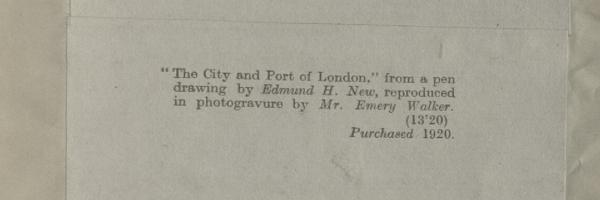 "The City and Port of London," from a pen
drawing by Edmund H. New, reproduced
in photogravure by Mr. Emery Walker.
(13'20)
Purchased 1920.